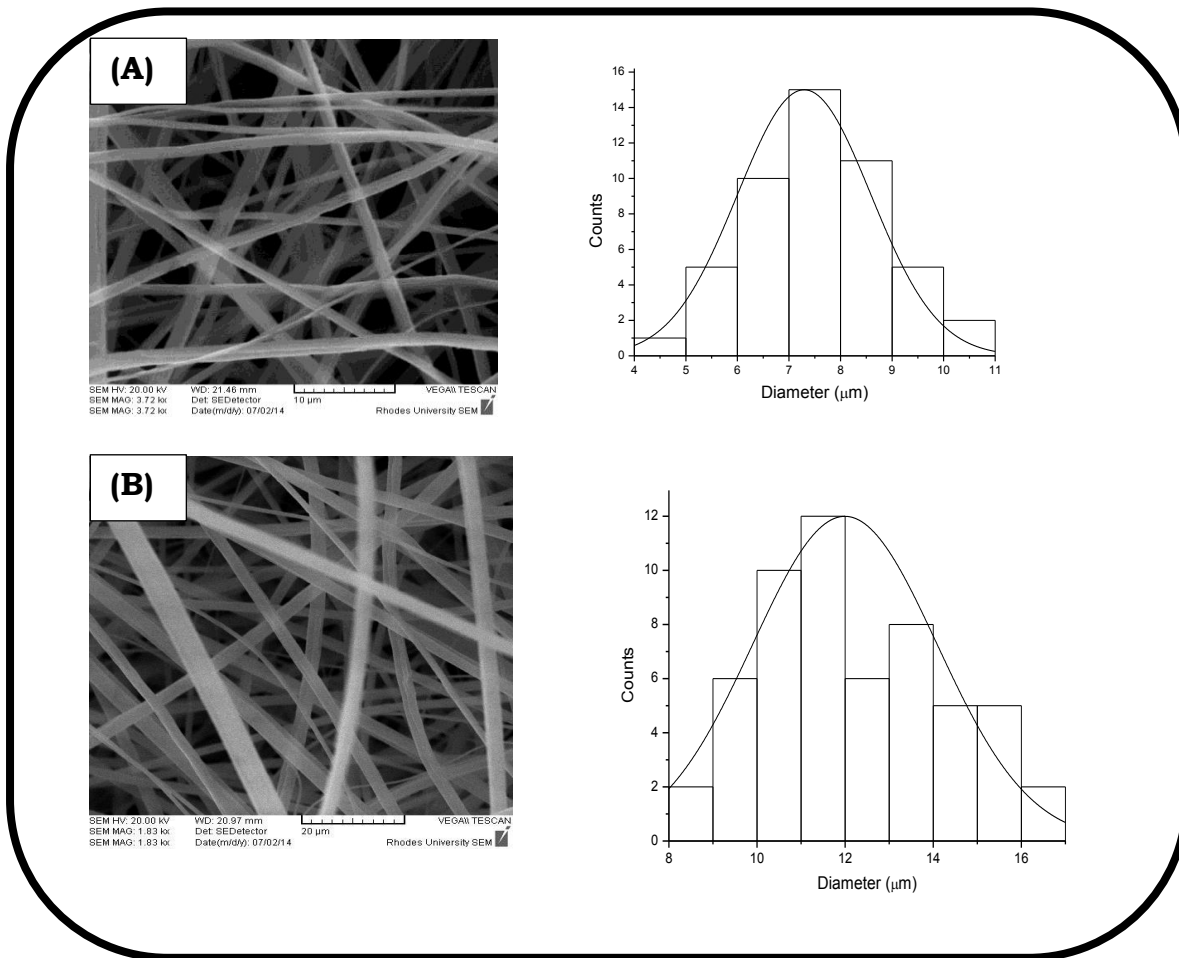 (A)
SEM HV: 20.00 kV WD: 21.46 mm VEGA\\ TESCAN
SEM MAG: 3.72 kx Det: SEDetector 10 µm
SEM MAG: 3.72 kx Date(m/d/y): 07/02/14 Rhodes University SEM
16
14
12
10
8
6
4
2
0
Counts
4 5 6 7 8 9 10 11
Diameter (µm)
(B)
SEM HV: 20.00 kV WD: 20.97 mm VEGA\\ TESCAN
SEM MAG: 1.83 kx Det: SEDetector 20 µm
SEM MAG: 1.83 kx Date(m/d/y): 07/02/14 Rhodes University SEM
12
10
8
6
4
2
0
Counts
8 10 12 14 16
Diameter (µm)